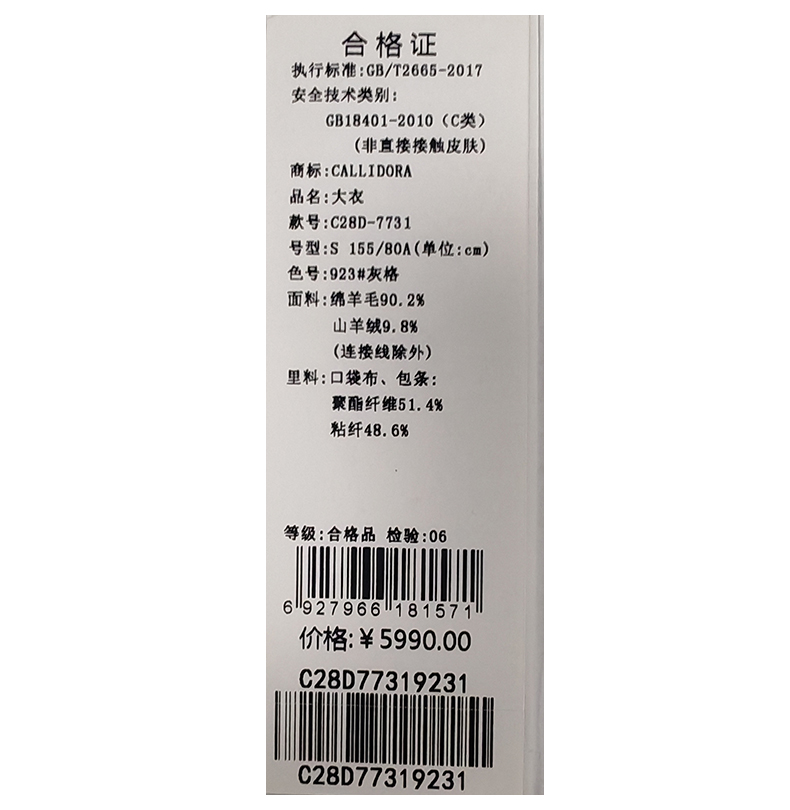 合格证
执行标准:GB/T2665-2017
安全技术类别:
GB18401-2010（C类）
(非直接接触皮肤)
商标:CALLIDORA
品名:大衣
款号:C28D-7731
号型:S 155/80A(单位:cm)
色号:923#灰格
面料:绵羊毛90.2%
山羊绒9.8%
(连接线除外)
里料:口袋布、包条:
聚酯纤维51.4%
粘纤48.6%
等级:合格品 检验:06
6 927966 181571
价格:¥5990.00
C28D77319231
C28D77319231